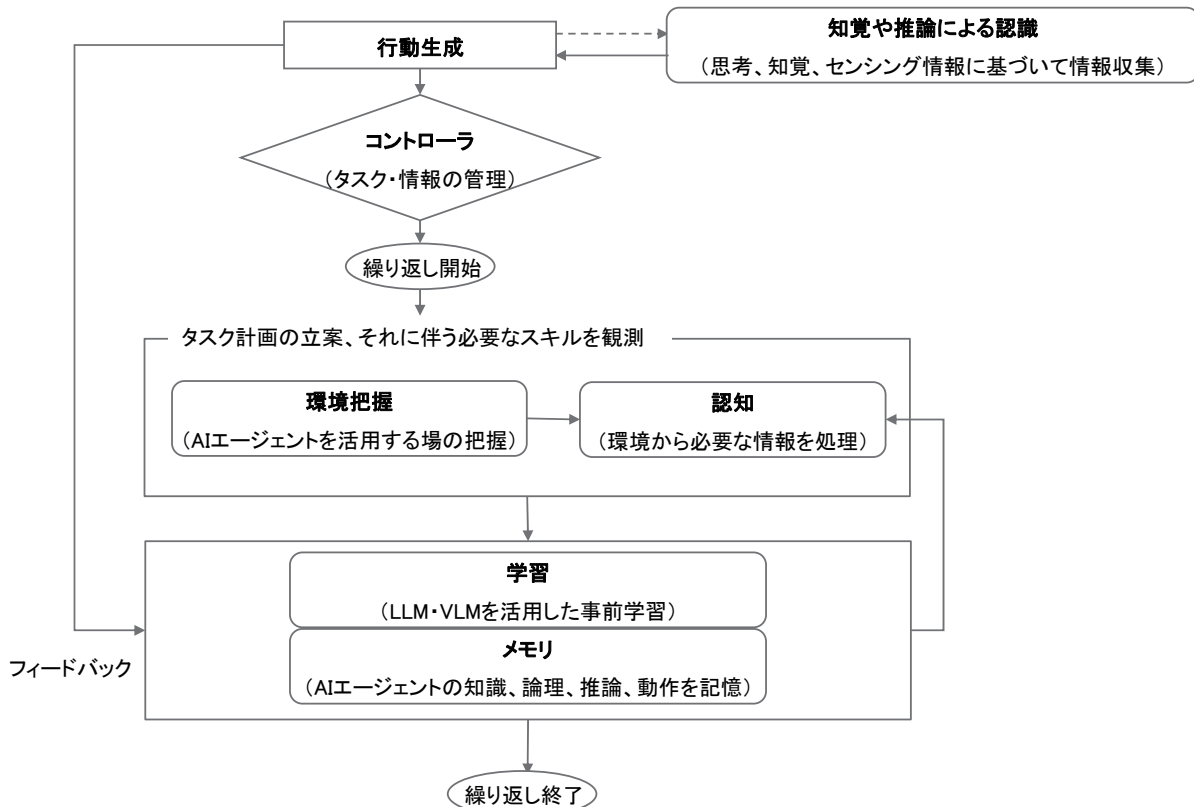 行動生成
知覚や推論による認識
(思考、知覚、センシング情報に基づいて情報収集)
コントローラ
(タスク・情報の管理)
繰り返し開始
タスク計画の立案、それに伴う必要なスキルを観測
環境把握
(AIエージェントを活用する場の把握)
認知
(環境から必要な情報を処理)
学習
(LLM・VLMを活用した事前学習)
メモリ
(AIエージェントの知識、論理、推論、動作を記憶)
フィードバック
繰り返し終了